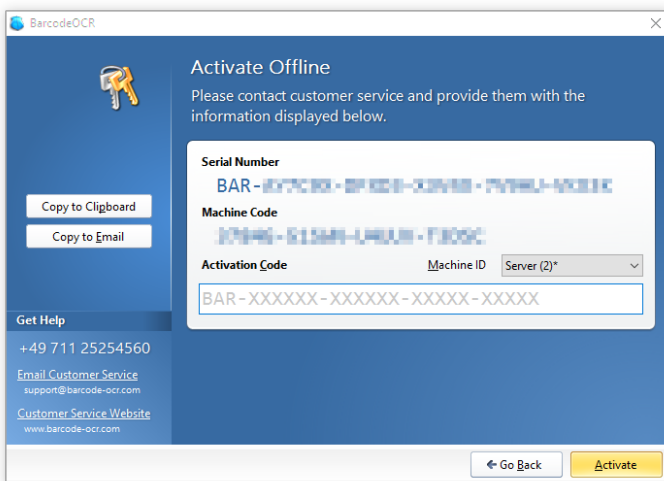 BarcodeOCR
Activate Offline
Please contact customer service and provide them with the
information displayed below.
Serial Number
BAR-
Machine Code
Copy to Clipboard
Copy to Email
Activation Code Machine ID Server (2)*
BAR-XXXXXX-XXXXXX-XXXXX-XXXXX
Get Help
+49 711 25254560
Email Customer Service
support@barcode-ocr.com
Customer Service Website
www.barcode-ocr.com
Go Back Activate